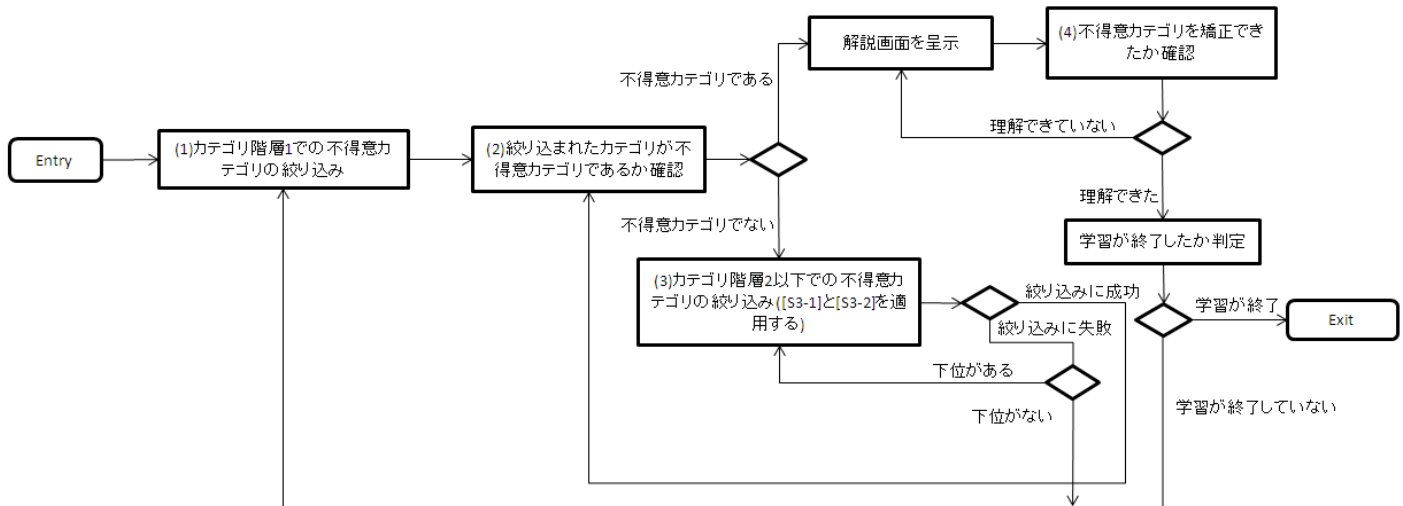 解説画面を呈示
(4)不得意カテゴリを矯正でき
たか確認
不得意カテゴリである
理解できていない
Entry
(1)カテゴリ階層1での不得意カ
テゴリの絞り込み
(2)絞り込まれたカテゴリが不
得意カテゴリであるか確認
理解できた
不得意カテゴリでない
学習が終了したか判定
(3)カテゴリ階層2以下での不得意カ
テゴリの絞り込み([S3-1]と[S3-2]を適
用する)
絞り込みに成功
学習が終了
Exit
絞り込みに失敗
下位がある
下位がない
学習が終了していない